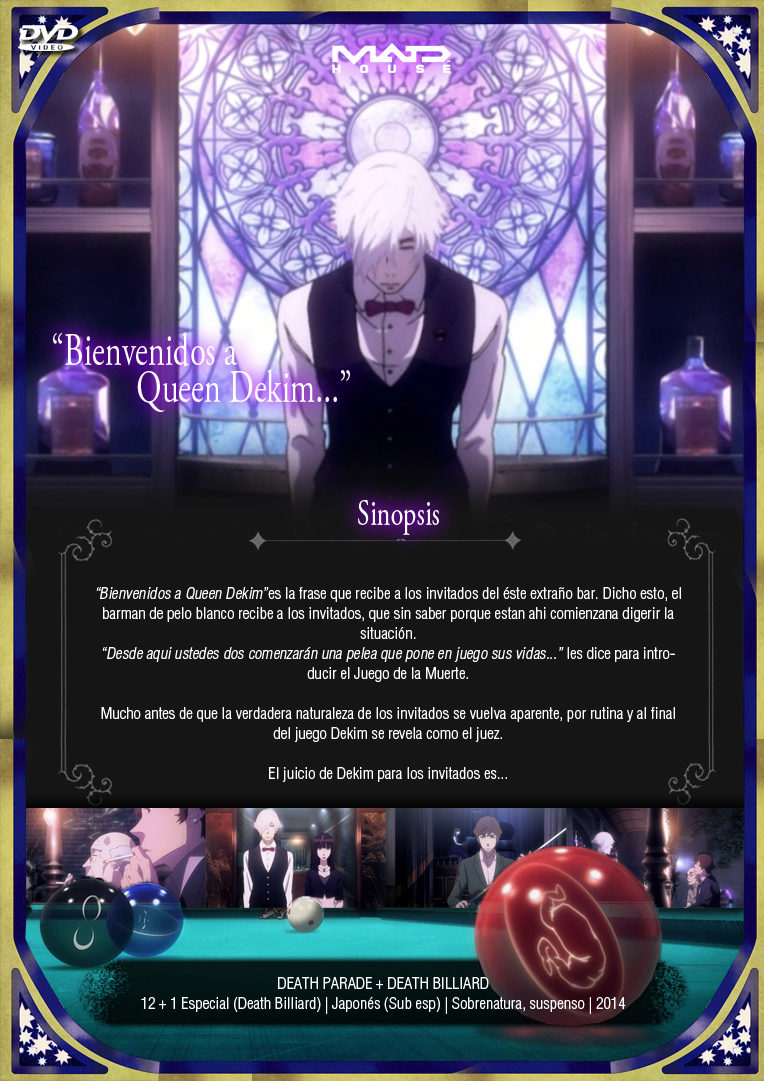 DVD
VIDEO
MADHOUSE
“Bienvenidos a
Queen Dekim...”
Sinopsis
“Bienvenidos a Queen Dekim”es la frase que recibe a los invitados del éste extraño bar. Dicho esto, el
barman de pelo blanco recibe a los invitados, que sin saber porque estan ahi comienzana digerir la
situación.
“Desde aqui ustedes dos comenzarán una pelea que pone en juego sus vidas...” les dice para intro-
ducir el Juego de la Muerte.
Mucho antes de que la verdadera naturaleza de los invitados se vuelva aparente, por rutina y al final
del juego Dekim se revela como el juez.
El juicio de Dekim para los invitados es...
8
DEATH PARADE + DEATH BILLIARD
12 + 1 Especial (Death Billiard) | Japonés (Sub esp) | Sobrenatura, suspenso | 2014